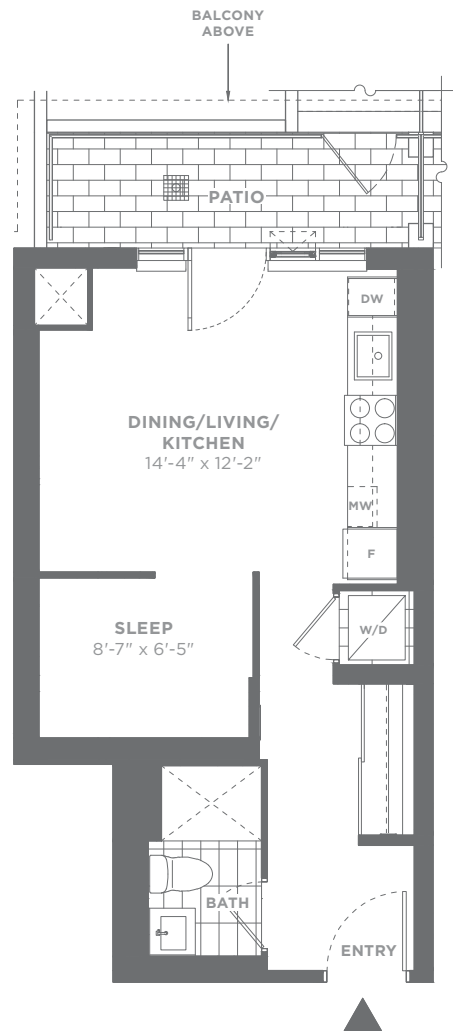 BALCONY
ABOVE
PATIO
DW
DINING/LIVING/
KITCHEN
14'-4" x 12'-2"
MW
F
SLEEP
8'-7" x 6'-5"
W/D
BATH
ENTRY